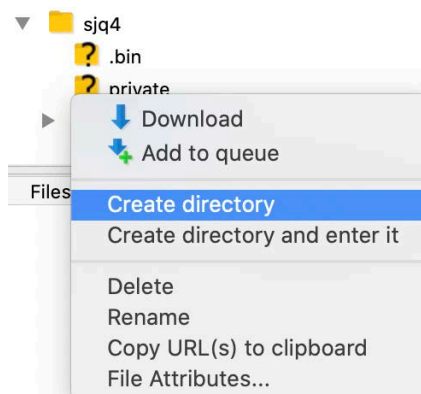 sjq4
.bin
private
Download
Add to queue
Files
Create directory
Create directory and enter it
Delete
Rename
Copy URL(s) to clipboard
File Attributes...